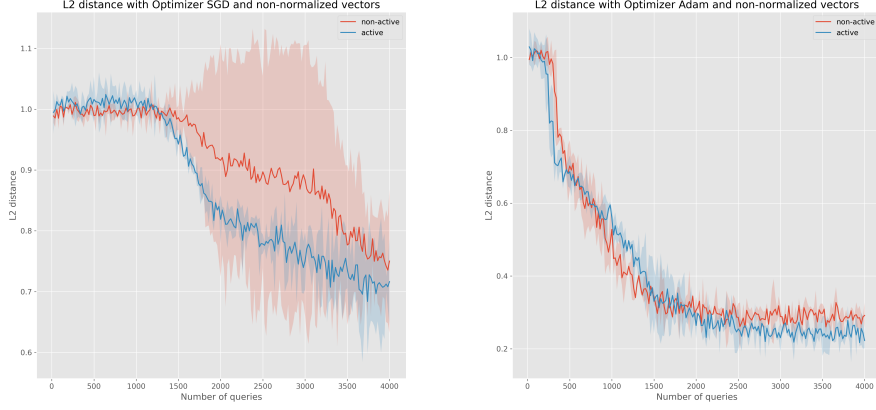 L2 distance with Optimizer SGD and non-normalized vectors
non-active
active
1.1
1.0
0.9
0.8
0.7
0.6
L2 distance
0 500 1000 1500 2000 2500 3000 3500 4000
Number of queries
L2 distance with Optimizer Adam and non-normalized vectors
non-active
active
1.0
0.8
0.6
0.4
0.2
L2 distance
0 500 1000 1500 2000 2500 3000 3500 4000
Number of queries